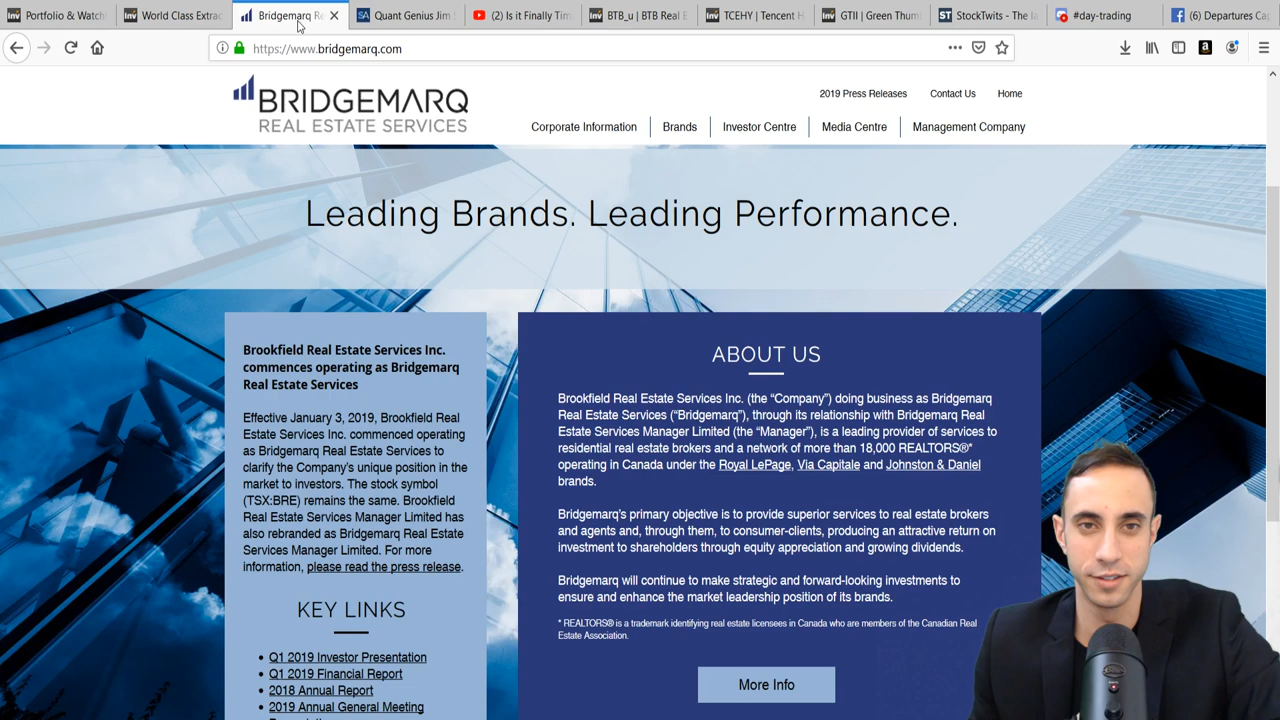 Portfolio & Watch
World Class Extrac
Bridgemarq Re
Quant Genius Jim
(2) Is it Finally Tim
BTB_u | BTB Real E
TCEHY | Tencent H
GTII | Green Thum
StockTwits - The la
#day-trading
(6) Departures Cap
https://www.bridgemarq.com
BRIDGEMARQ
REAL ESTATE SERVICES
2019 Press Releases
Contact Us
Home
Corporate Information
Brands
Investor Centre
Media Centre
Management Company
Leading Brands. Leading Performance.
Brookfield Real Estate Services Inc.
commences operating as Bridgemarq
Real Estate Services
Effective January 3, 2019, Brookfield Real
Estate Services Inc. commenced operating
as Bridgemarq Real Estate Services to
clarify the Company's unique position in the
market to investors. The stock symbol
(TSX:BRE) remains the same. Brookfield
Real Estate Services Manager Limited has
also rebranded as Bridgemarq Real Estate
Services Manager Limited. For more
information, please read the press release.
KEY LINKS
• Q1 2019 Investor Presentation
• Q1 2019 Financial Report
• 2018 Annual Report
• 2019 Annual General Meeting
ABOUT US
Brookfield Real Estate Services Inc. (the “Company”) doing business as Bridgemarq
Real Estate Services (“Bridgemarq”), through its relationship with Bridgemarq Real
Estate Services Manager Limited (the “Manager”), is a leading provider of services to
residential real estate brokers and a network of more than 18,000 REALTORS®*
operating in Canada under the Royal LePage, Via Capitale and Johnston & Daniel
brands.
Bridgemarq's primary objective is to provide superior services to real estate brokers
and agents and, through them, to consumer-clients, producing an attractive return on
investment to shareholders through equity appreciation and growing dividends.
Bridgemarq will continue to make strategic and forward-looking investments to
ensure and enhance the market leadership position of its brands.
* REALTORS® is a trademark identifying real estate licensees in Canada who are members of the Canadian Real
Estate Association.
More Info